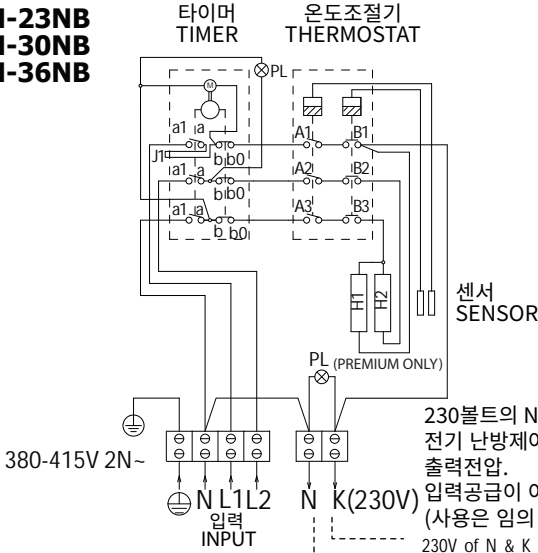 -23NB
-30NB
-36NB
타이머
TIMER
온도조절기
THERMOSTAT
PL
M
a1 a
A1
B1
J1
b b0
a1 a
A2
B2
b b0
a1 a
A3
B3
b b0
H1
H2
센서
SENSOR
PL (PREMIUM ONLY)
380-415V 2N~
N L1 L2
입력
INPUT
N K(230V)
230볼트의 N
전기 난방제어
출력전압.
입력공급이
(사용은 임의
230V of N & K